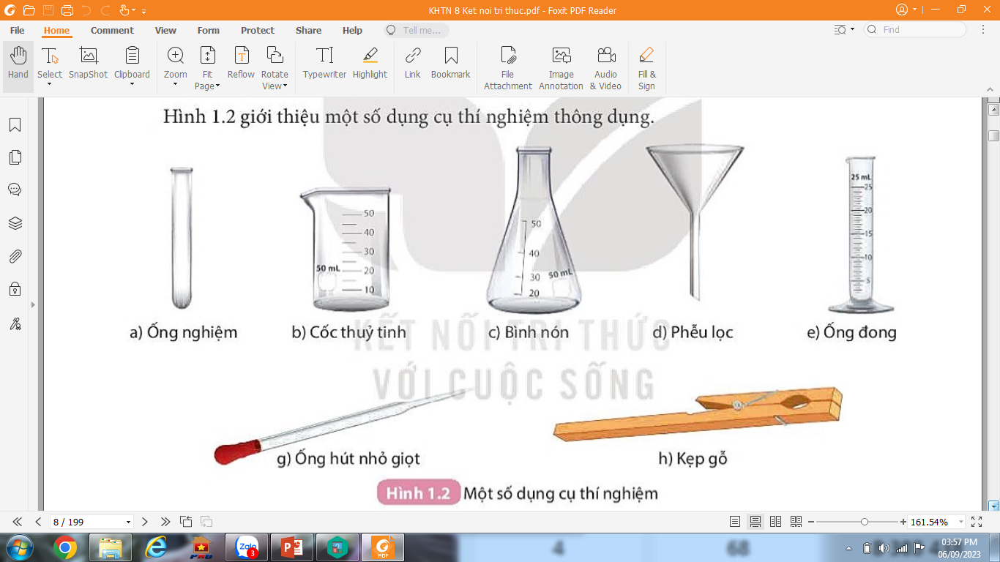 KHTN 8 Ket noi tri thuc.pdf - Foxit PDF Reader
File Home Comment View Form Protect Share Help Tell me... Find
Hand Select SnapShot Clipboard Zoom Fit Page Reflow Rotate View Typewriter Highlight Link Bookmark File Attachment Image Annotation Audio & Video Fill & Sign
Hình 1.2 giới thiệu một số dụng cụ thí nghiệm thông dụng.
50
40
30
50 mL 20
10
50
40
30 50 mL
20
25 mL
25
20
15
10
5
a) Ống nghiệm b) Cốc thuỷ tinh c) Bình nón d) Phễu lọc e) Ống đong
KẾT NỐI TRI THỨC
VỚI CUỘC SỐNG
g) Ống hút nhỏ giọt h) Kẹp gỗ
Hình 1.2 Một số dụng cụ thí nghiệm
8 / 199 161.54%
PRO Zalo 3 PDF 4 68 03:57 PM
06/09/2023